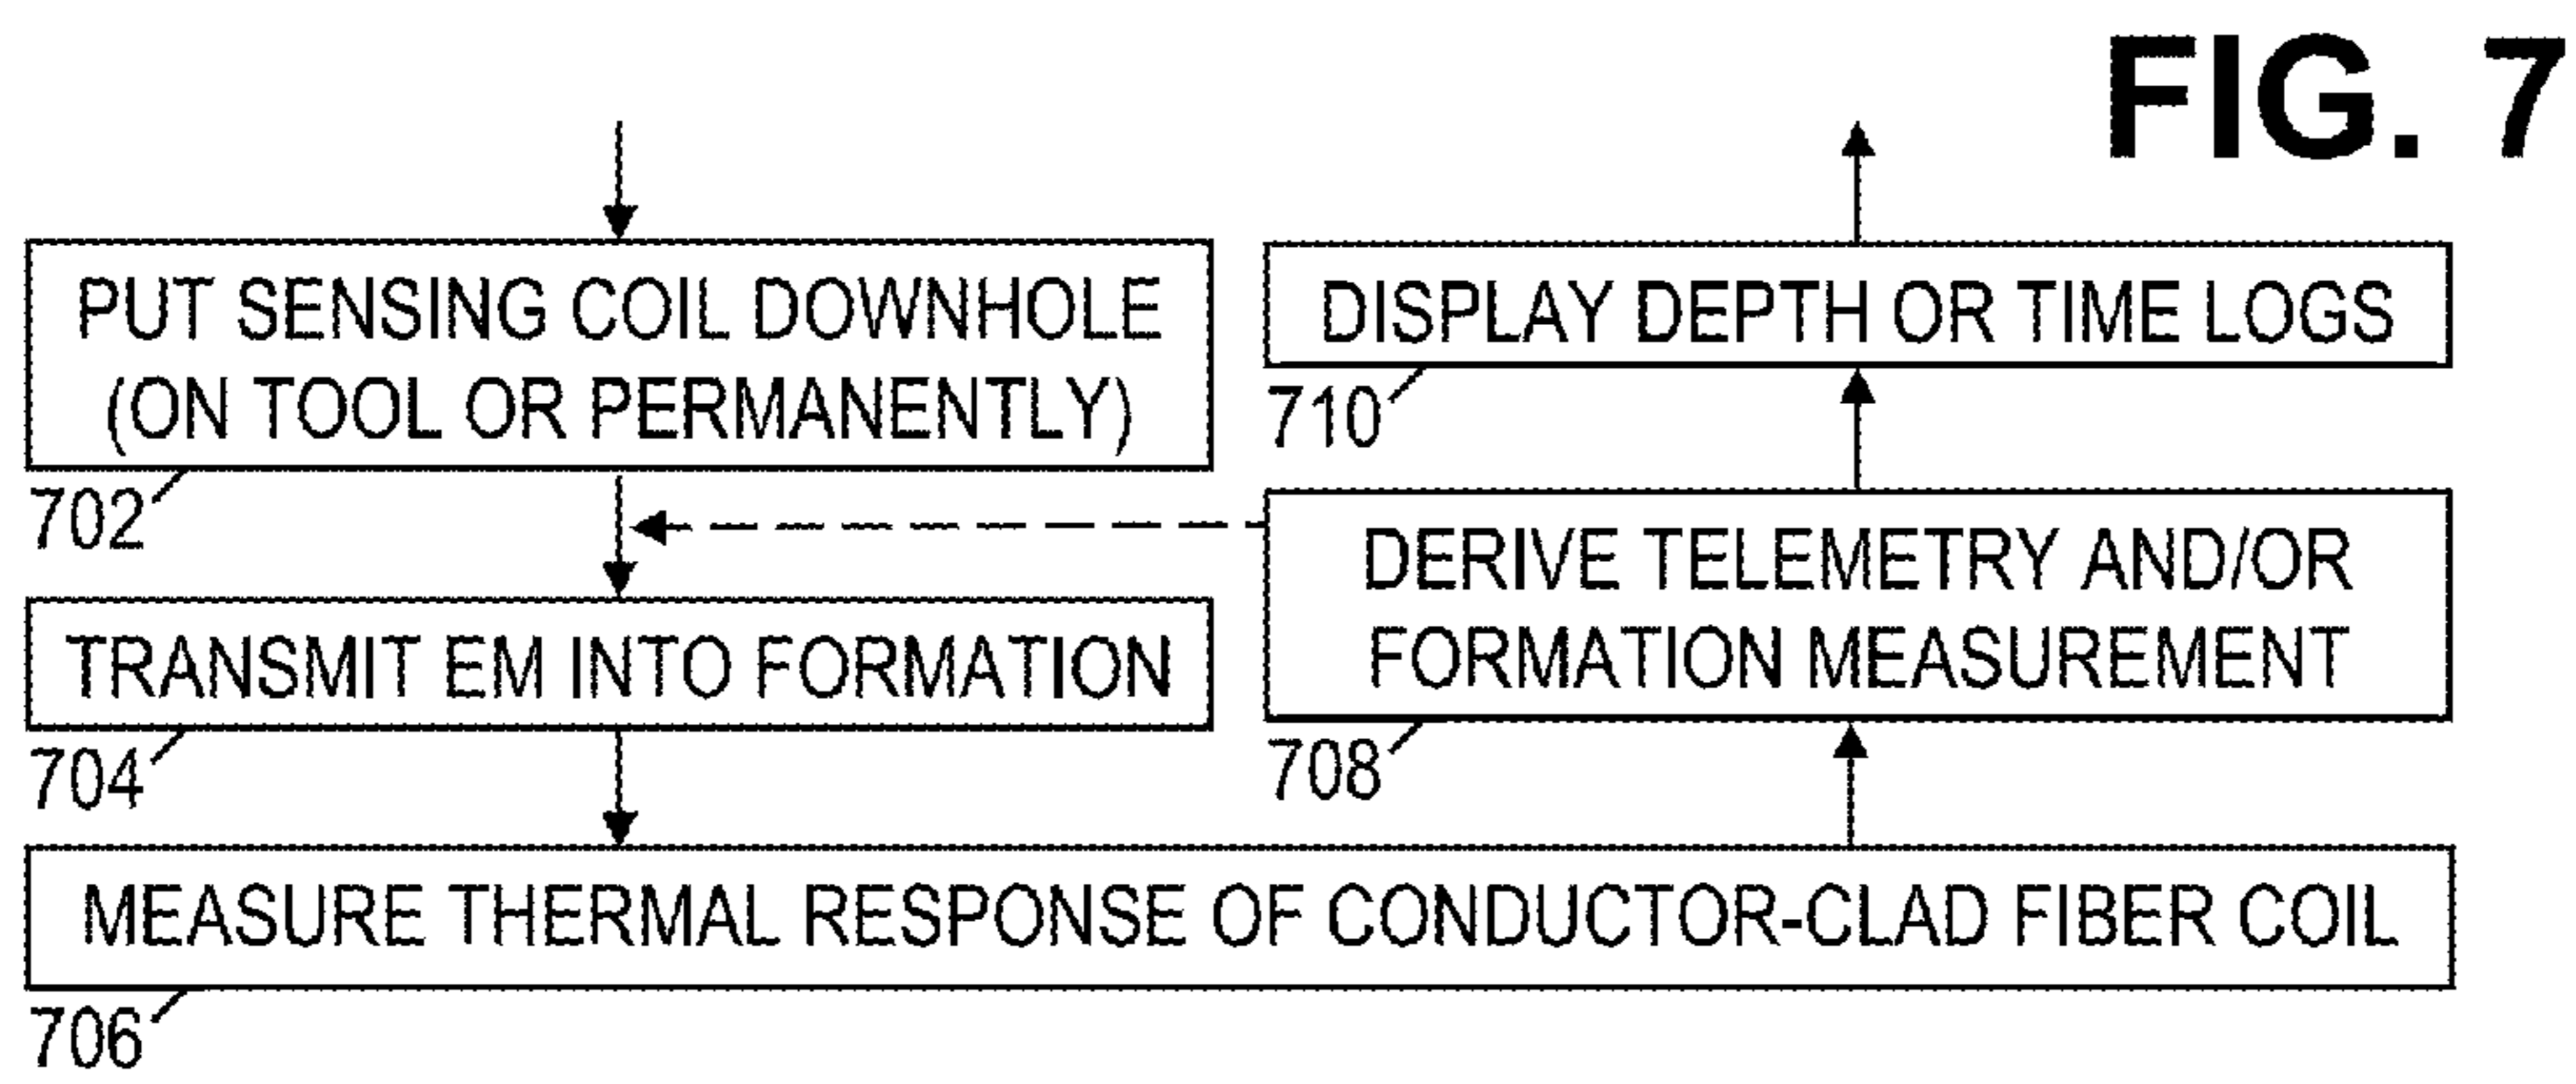 FIG. 7
PUT SENSING COIL DOWNHOLE
(ON TOOL OR PERMANENTLY)
702
TRANSMIT EM INTO FORMATION
704
MEASURE THERMAL RESPONSE OF CONDUCTOR-CLAD FIBER COIL
706
DERIVE TELEMETRY AND/OR
FORMATION MEASUREMENT
708
DISPLAY DEPTH OR TIME LOGS
710